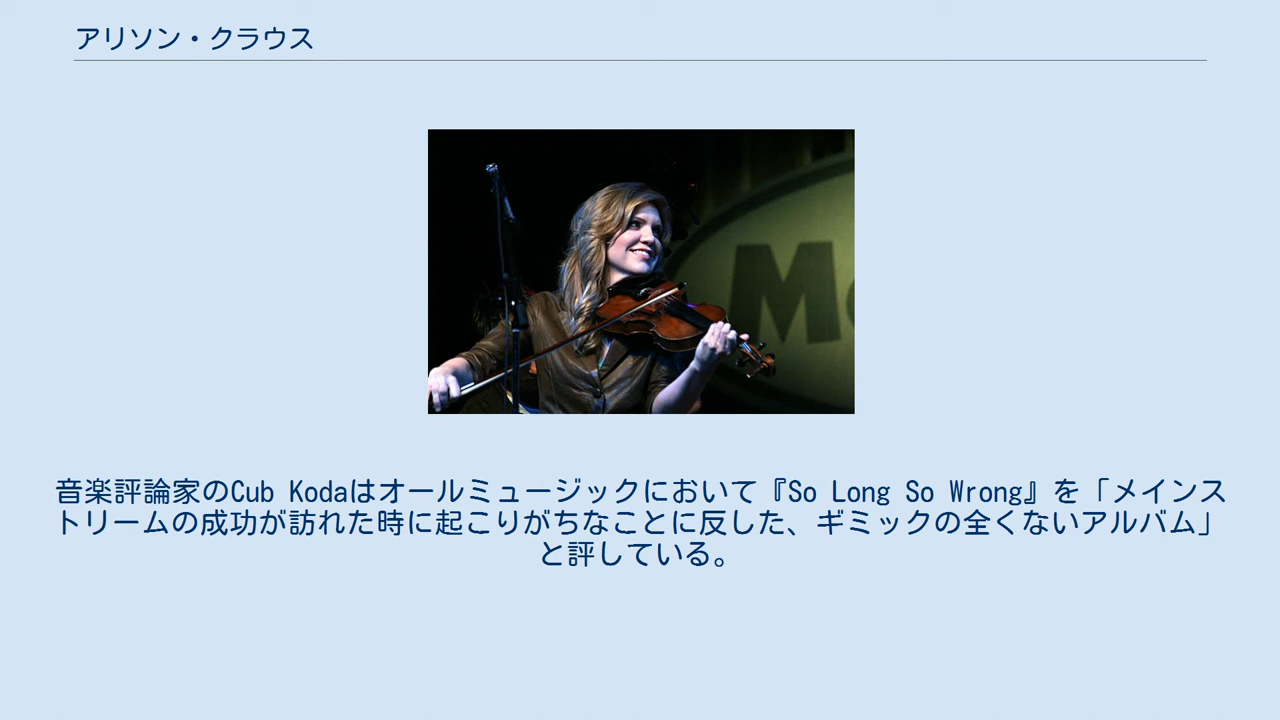 アリソン・クラウス
M
音楽評論家のCub Kodaはオールミュージックにおいて『So Long So Wrong』を「メインス
トリームの成功が訪れた時に起こりがちなことに反した、ギミックの全くないアルバム」
と評している。